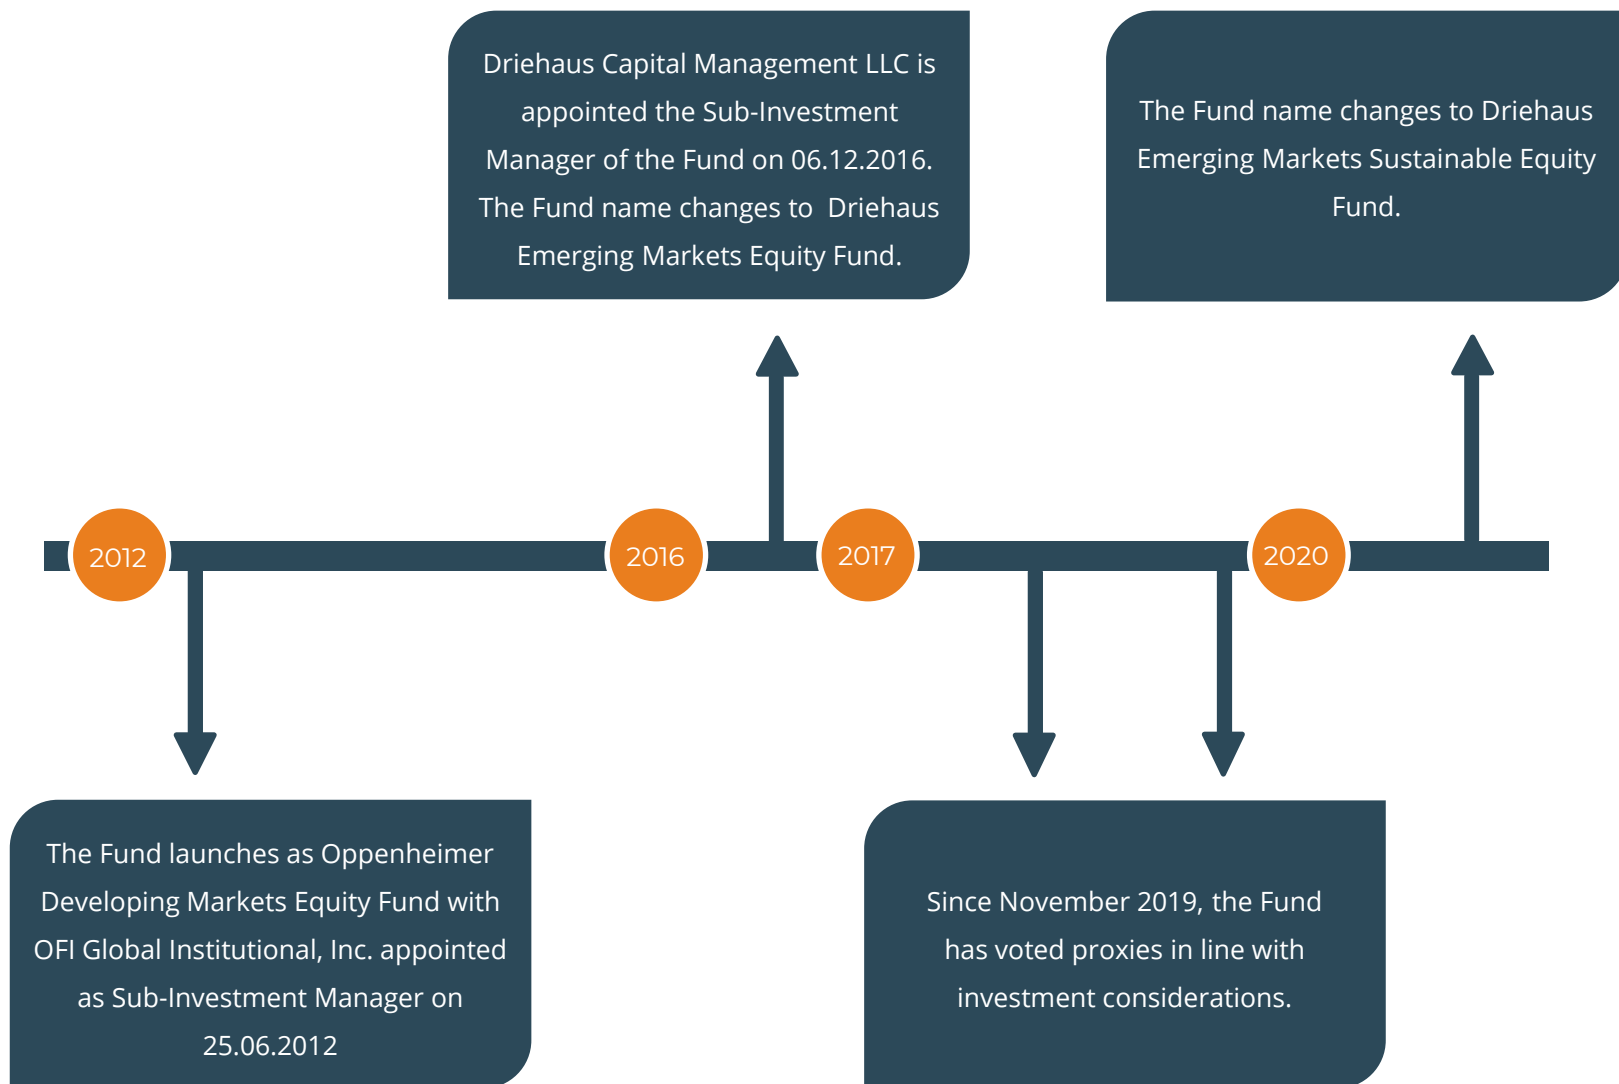 Driehaus Capital Management LLC is
appointed the Sub-Investment
Manager of the Fund on 06.12.2016.
The Fund name changes to Driehaus
Emerging Markets Equity Fund.
The Fund name changes to Driehaus
Emerging Markets Sustainable Equity
Fund.
2012
2016
2017
2020
The Fund launches as Oppenheimer
Developing Markets Equity Fund with
OFI Global Institutional, Inc. appointed
as Sub-Investment Manager on
25.06.2012
Since November 2019, the Fund
has voted proxies in line with
investment considerations.